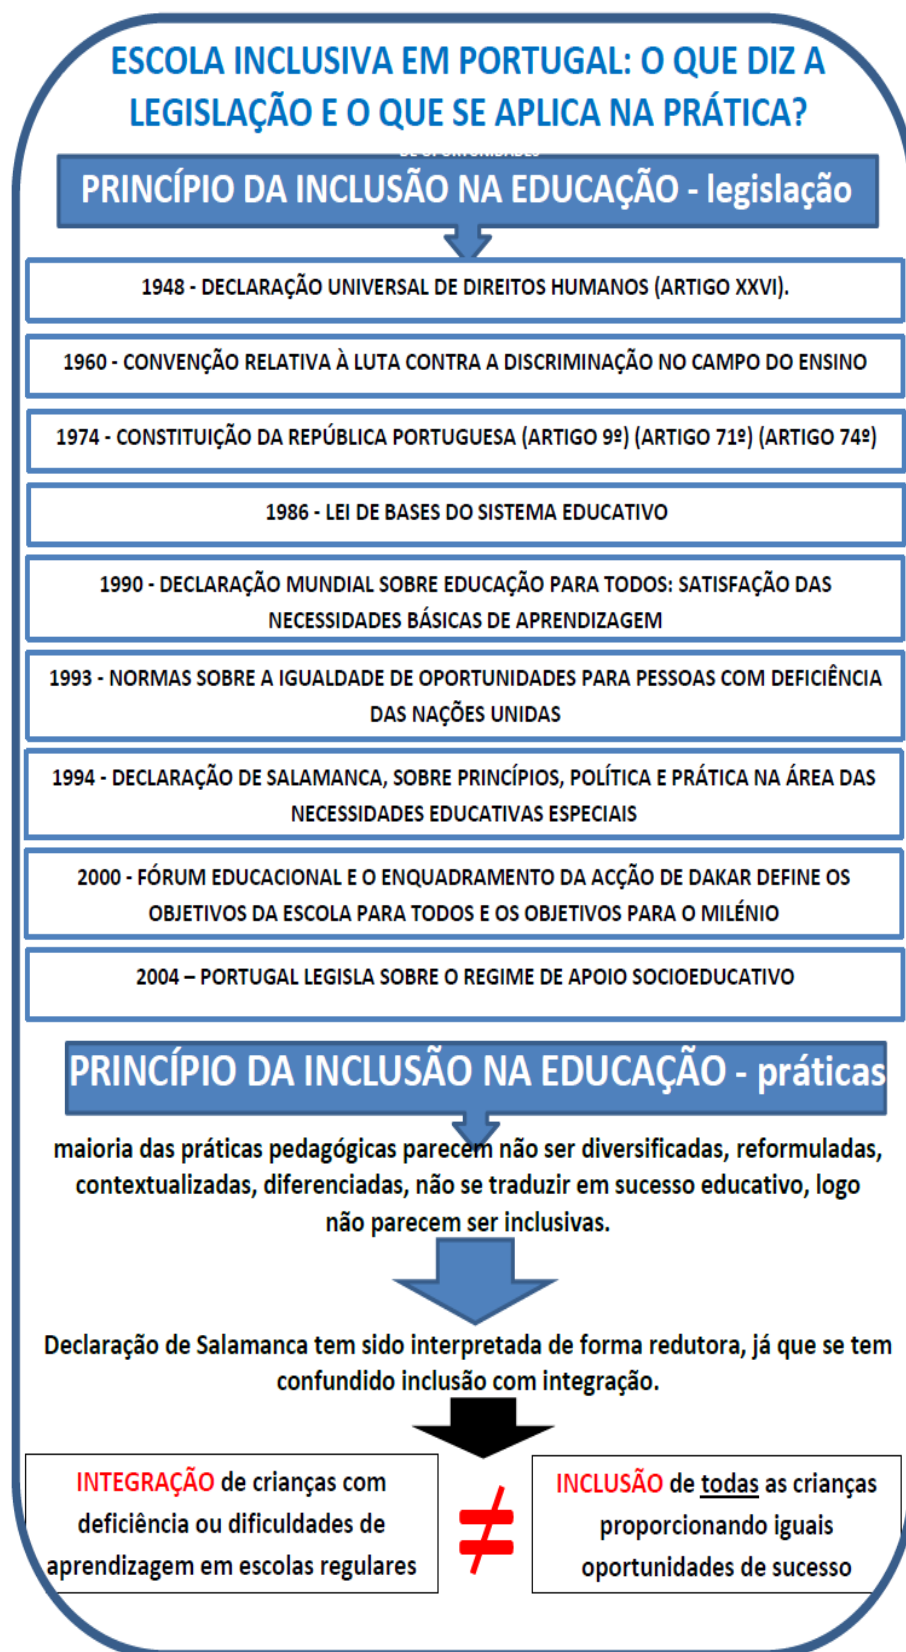 ESCOLA INCLUSIVA EM PORTUGAL: O QUE DIZ A
LEGISLAÇÃO E O QUE SE APLICA NA PRÁTICA?
PRINCÍPIO DA INCLUSÃO NA EDUCAÇÃO - legislação
1948 - DECLARAÇÃO UNIVERSAL DE DIREITOS HUMANOS (ARTIGO XXVI).
1960 - CONVENÇÃO RELATIVA À LUTA CONTRA A DISCRIMINAÇÃO NO CAMPO DO ENSINO
1974 - CONSTITUIÇÃO DA REPÚBLICA PORTUGUESA (ARTIGO 9º) (ARTIGO 71º) (ARTIGO 74º)
1986 - LEI DE BASES DO SISTEMA EDUCATIVO
1990 - DECLARAÇÃO MUNDIAL SOBRE EDUCAÇÃO PARA TODOS: SATISFAÇÃO DAS
NECESSIDADES BÁSICAS DE APRENDIZAGEM
1993 - NORMAS SOBRE A IGUALDADE DE OPORTUNIDADES PARA PESSOAS COM DEFICIÊNCIA
DAS NAÇÕES UNIDAS
1994 - DECLARAÇÃO DE SALAMANCA, SOBRE PRINCÍPIOS, POLÍTICA E PRÁTICA NA ÁREA DAS
NECESSIDADES EDUCATIVAS ESPECIAIS
2000 - FÓRUM EDUCACIONAL E O ENQUADRAMENTO DA ACÇÃO DE DAKAR DEFINE OS
OBJETIVOS DA ESCOLA PARA TODOS E OS OBJETIVOS PARA O MILÉNIO
2004 – PORTUGAL LEGISLA SOBRE O REGIME DE APOIO SOCIOEDUCATIVO
PRINCÍPIO DA INCLUSÃO NA EDUCAÇÃO - práticas
maioria das práticas pedagógicas parecem não ser diversificadas, reformuladas,
contextualizadas, diferenciadas, não se traduzir em sucesso educativo, logo
não parecem ser inclusivas.
Declaração de Salamanca tem sido interpretada de forma redutora, já que se tem
confundido inclusão com integração.
INTEGRAÇÃO de crianças com
deficiência ou dificuldades de
aprendizagem em escolas regulares
≠
INCLUSÃO de todas as crianças
proporcionando iguais
oportunidades de sucesso